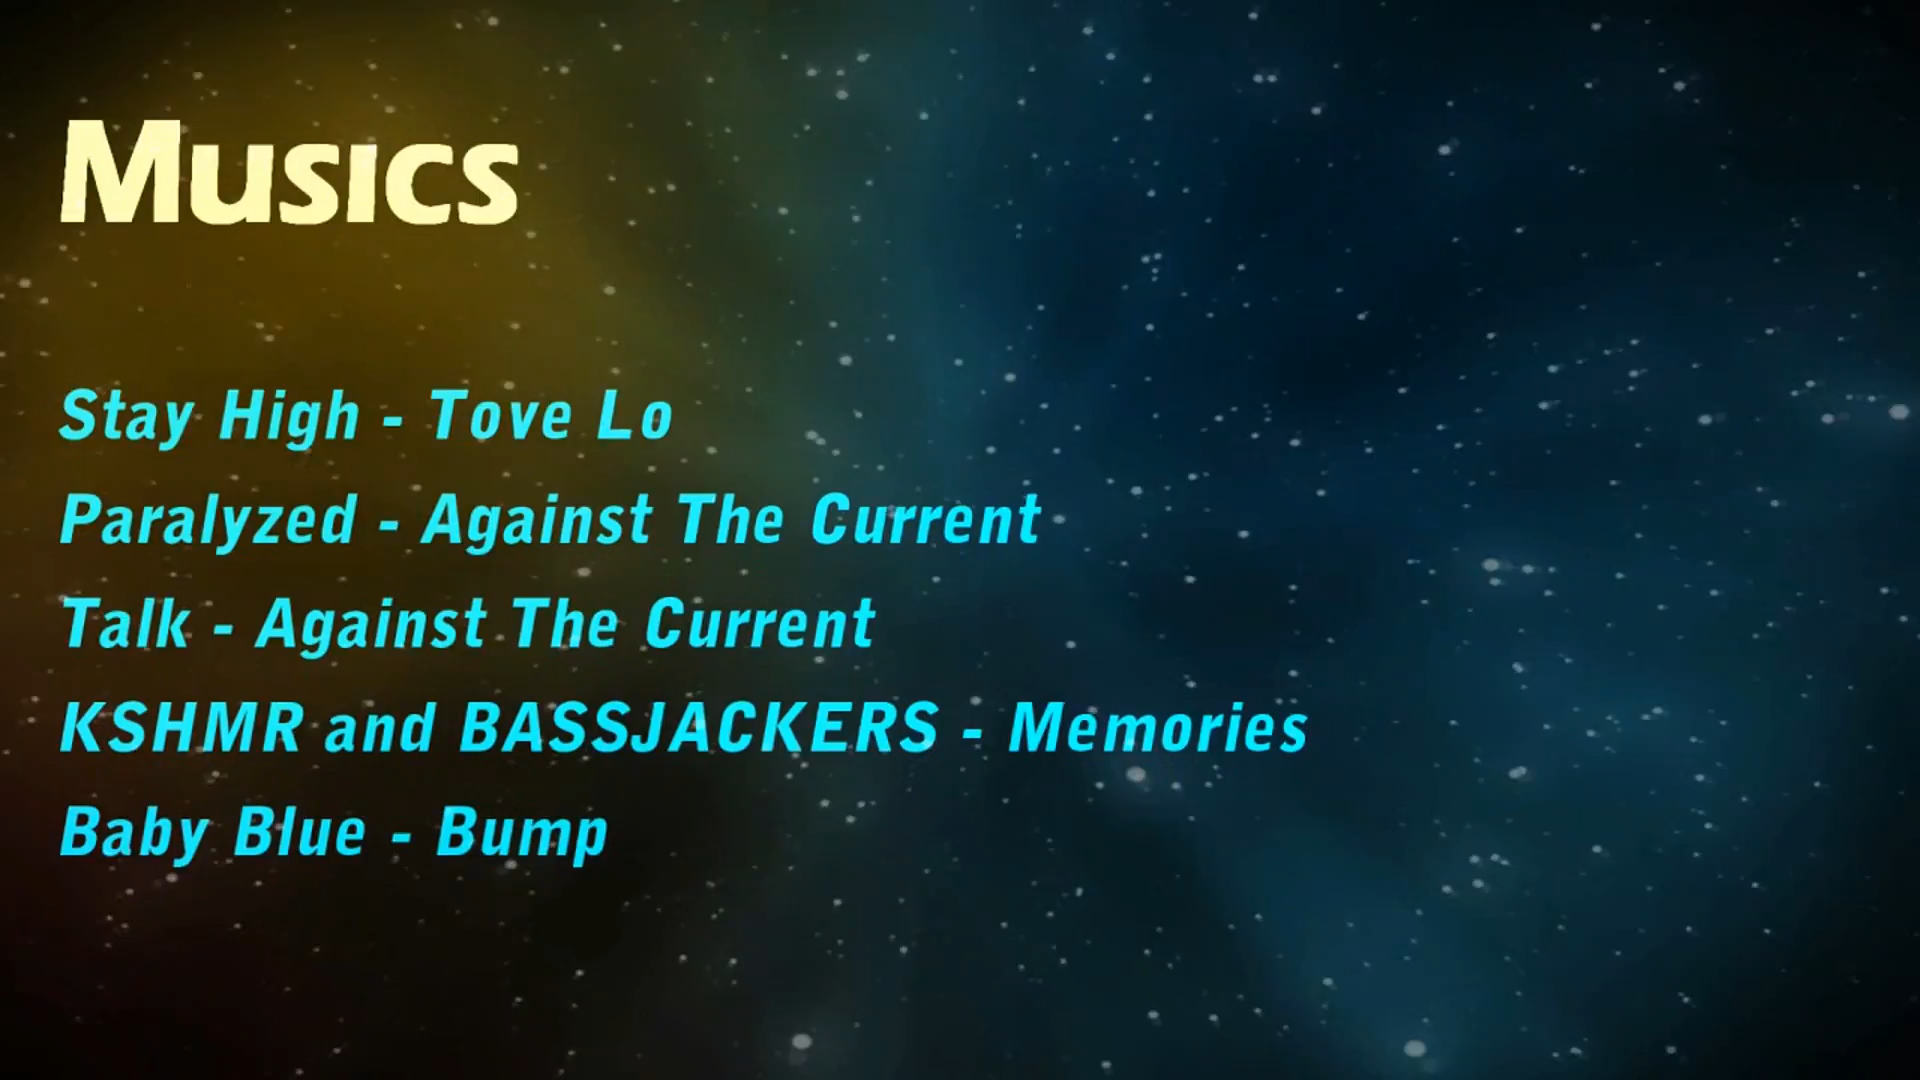 Musics
Stay High - Tove Lo
Paralyzed - Against The Current
Talk - Against The Current
KSHMR and BASSJACKERS - Memories
Baby Blue - Bump